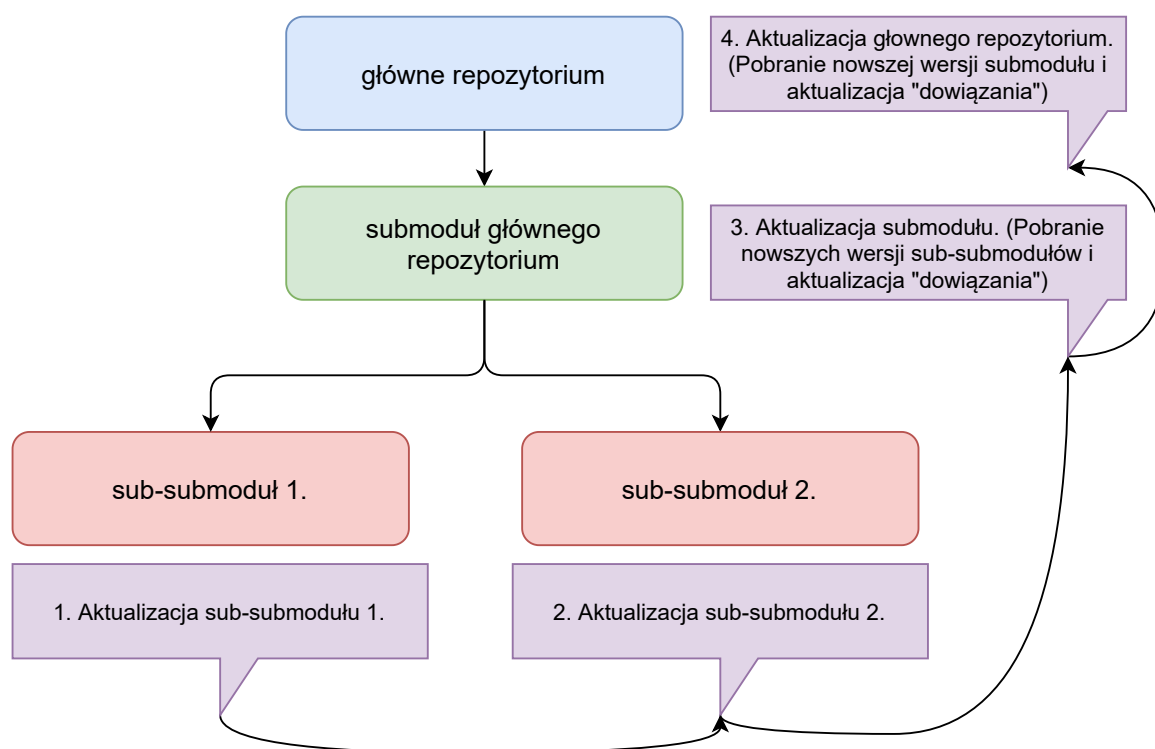 główne repozytorium
4. Aktualizacja głownego repozytorium.
(Pobranie nowszej wersji submodułu i
aktualizacja "dowiązania")
submoduł głównego
repozytorium
3. Aktualizacja submodułu. (Pobranie
nowszych wersji sub-submodułów i
aktualizacja "dowiązania")
sub-submoduł 1.
sub-submoduł 2.
1. Aktualizacja sub-submodułu 1.
2. Aktualizacja sub-submodułu 2.